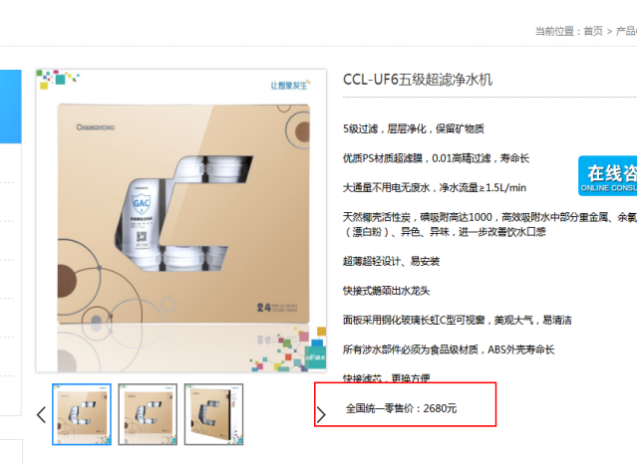 当前位置：首页 > 产品
让想象发生
CHANGHONG
GAC
24
CCL-UF6五级超滤净水机
5级过滤，层层净化，保留矿物质
优质PS材质超滤膜，0.01高精过滤，寿命长
大通量不用电无废水，净水流量≥1.5L/min
天然椰壳活性炭，碘吸附高达1000，高效吸附水中部分重金属、余氯
（漂白粉）、异色、异味，进一步改善饮水口感
超薄超轻设计、易安装
快接式鹅颈出水龙头
面板采用钢化玻璃长虹C型可视窗，美观大气，易清洁
所有涉水部件必须为食品级材质，ABS外壳寿命长
快接滤芯，更换方便
全国统一零售价：2680元
在线咨
ONLINE CONSU